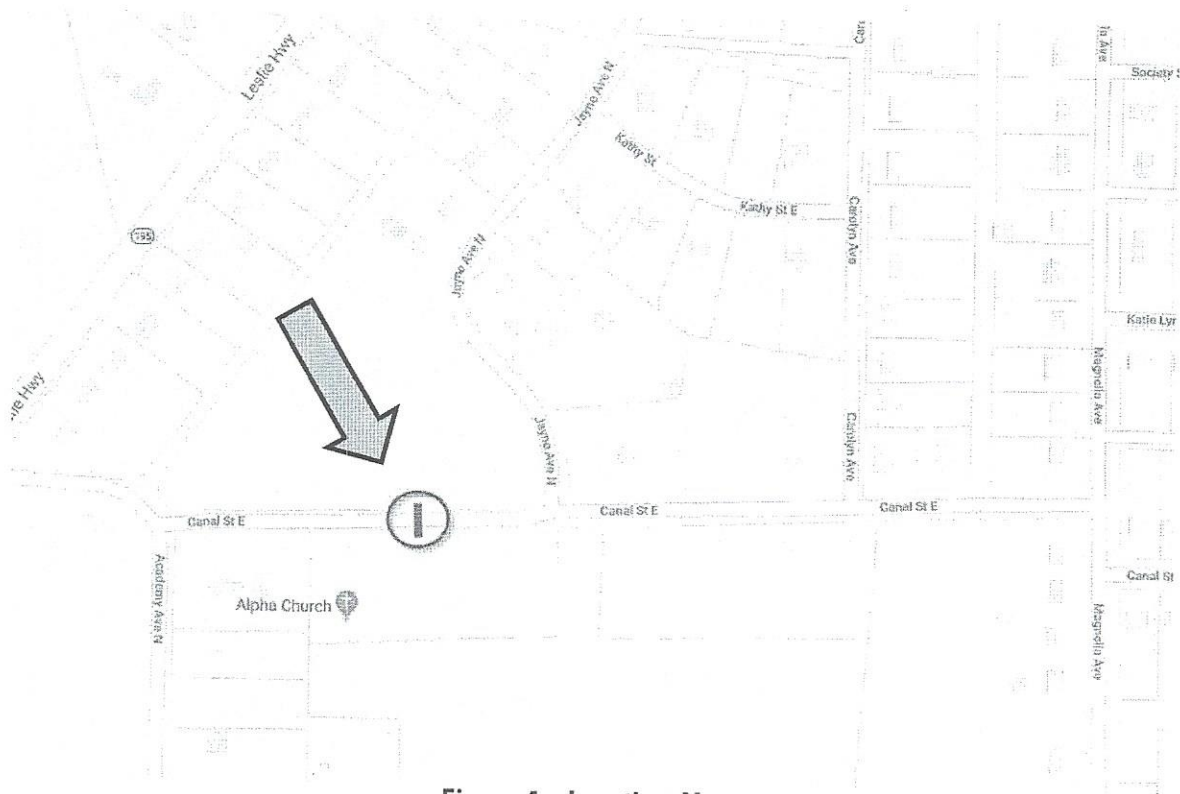 Leslie Hwy
Jayne Ave N
Society S
Kathy St
Kathy St E
Carolyn Ave
195
Jayne Ave N
Katie Lyn
Magnolia Ave
Jayne Ave N
Carolyn Ave
Canal St E
Canal St E
Canal St E
Academy Ave N
Canal St
Alpha Church
Magnolia Ave